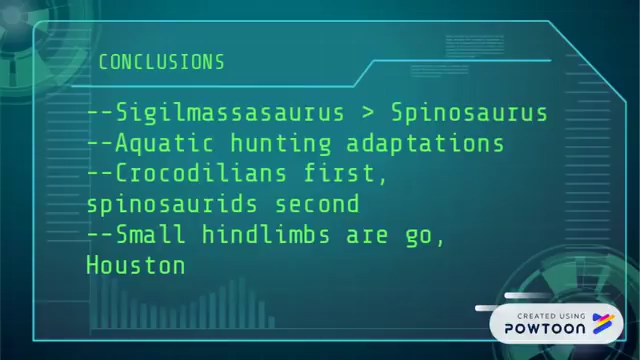 CONCLUSIONS
--Sigilmassasaurus > Spinosaurus
--Aquatic hunting adaptations
--Crocodilians first,
spinosaurids second
--Small hindlimbs are go,
Houston
CREATED USING
POWTOON